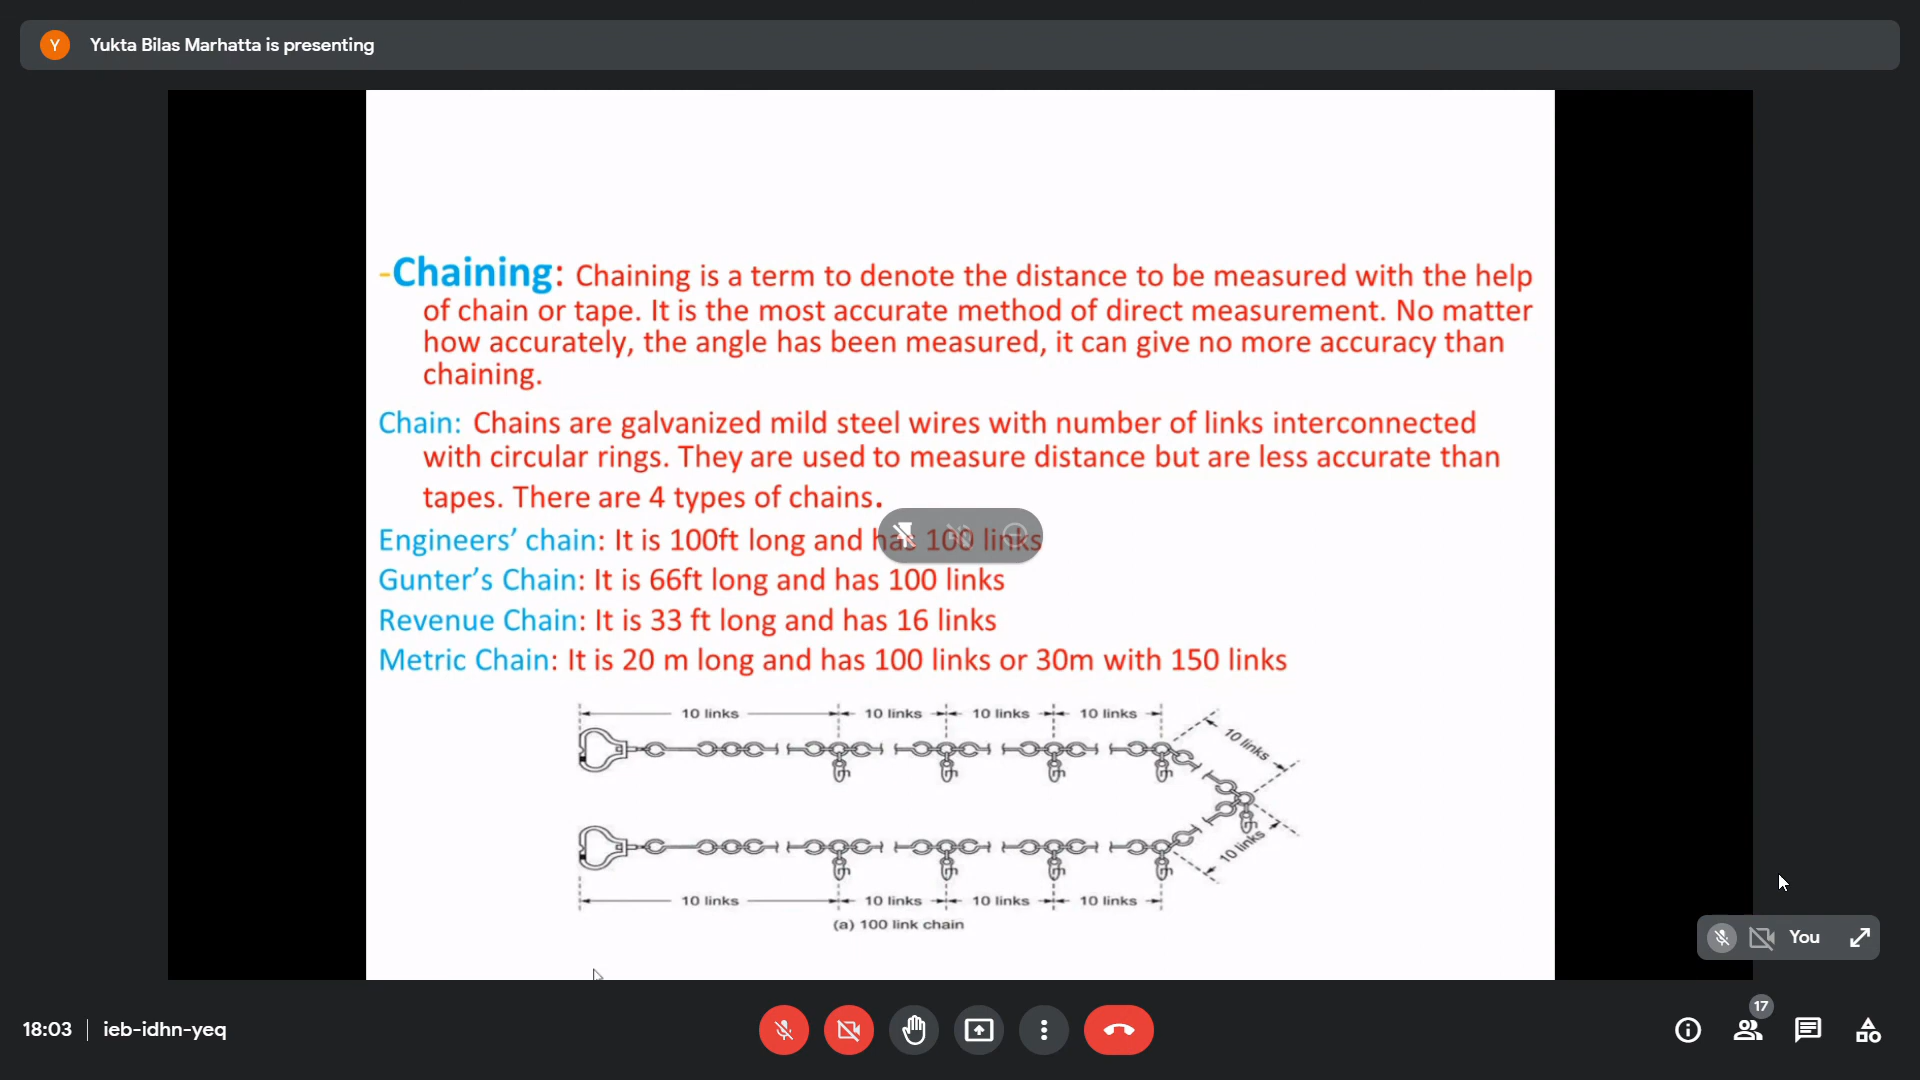 Y Yukta Bilas Marhatta is presenting
-Chaining: Chaining is a term to denote the distance to be measured with the help
of chain or tape. It is the most accurate method of direct measurement. No matter
how accurately, the angle has been measured, it can give no more accuracy than
chaining.
Chain: Chains are galvanized mild steel wires with number of links interconnected
with circular rings. They are used to measure distance but are less accurate than
tapes. There are 4 types of chains.
Engineers’ chain: It is 100ft long and has 100 links
Gunter’s Chain: It is 66ft long and has 100 links
Revenue Chain: It is 33 ft long and has 16 links
Metric Chain: It is 20 m long and has 100 links or 30m with 150 links
10 links 10 links 10 links 10 links
10 links
10 links
10 links 10 links 10 links 10 links
(a) 100 link chain
You
17
18:03 ieb-idhn-yeq